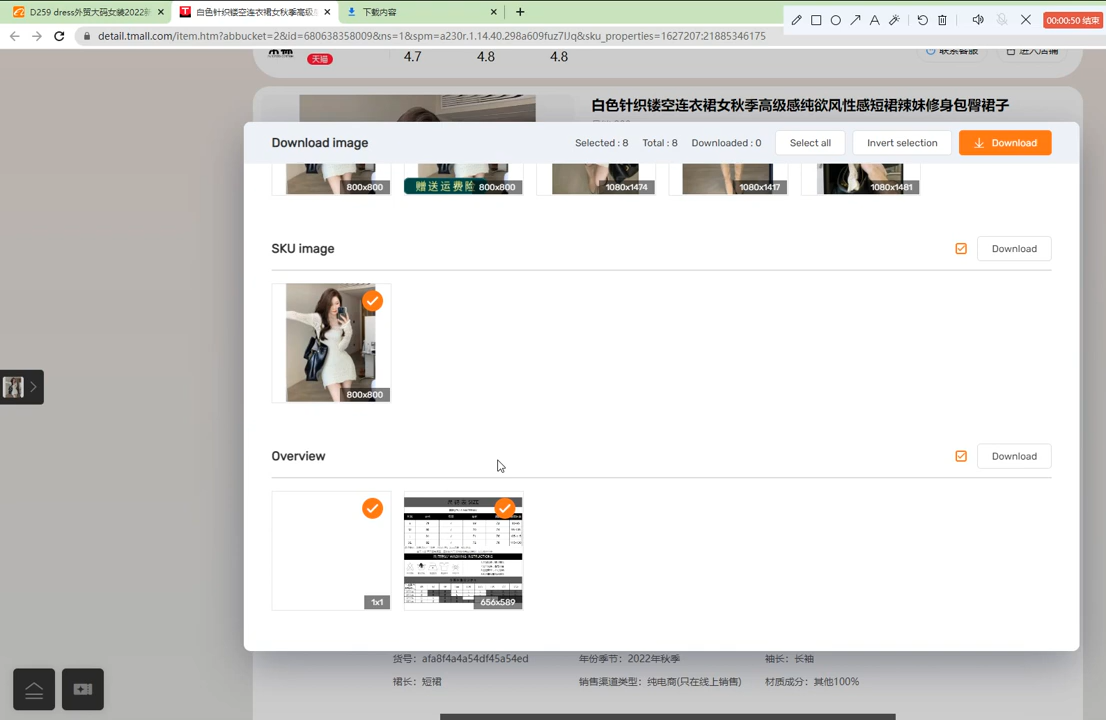 D259 dress外贸大码女装2022新
白色针织镂空连衣裙女秋季高级感
下载内容
00:00:50 结束
detail.tmall.com/item.htm?abbucket=2&id=680638358009&ns=1&spm=a230r.1.14.40.298a609fuz7IJq&sku_properties=1627207:21885346175
天猫
4.7
4.8
4.8
联系客服
进入店铺
白色针织镂空连衣裙女秋季高级感纯欲风性感短裙辣妹修身包臀裙子
Download image
Selected : 8
Total : 8
Downloaded : 0
Select all
Invert selection
Download
800x800
赠送运费险
800x800
1080x1474
1080x1417
1080x1481
SKU image
Download
800x800
Overview
Download
1x1
656x589
货号: afa8f4a4a54df45a54ed
年份季节: 2022年秋季
袖长: 长袖
裙长: 短裙
销售渠道类型: 纯电商(只在线上销售)
材质成分: 其他100%